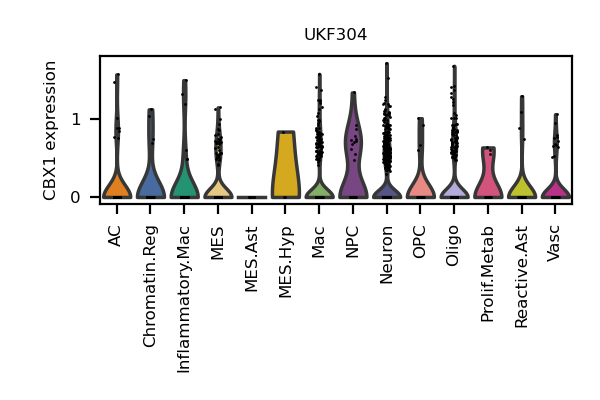 UKF304
CBX1 expression
1
0
AC
Chromatin.Reg
Inflammatory.Mac
MES
MES.Ast
MES.Hyp
Mac
NPC
Neuron
OPC
Oligo
Prolif.Metab
Reactive.Ast
Vasc